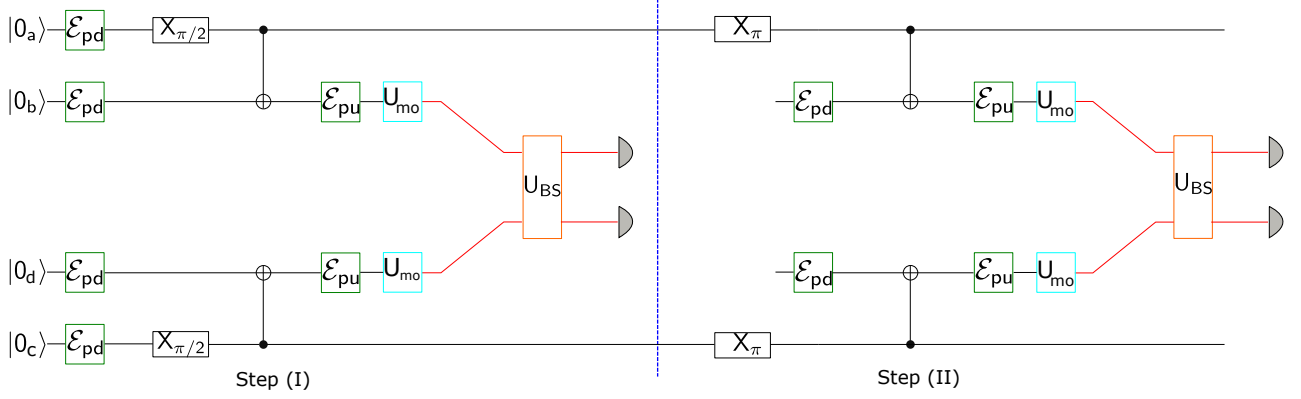 |0ₐ⟩ ℰpd Xπ/2 Xπ
|0b⟩ ℰpd ℰpu Umo ℰpd ℰpu Umo
UBS UBS
|0d⟩ ℰpd ℰpu Umo ℰpd ℰpu Umo
|0c⟩ ℰpd Xπ/2 Xπ
Step (I) Step (II)